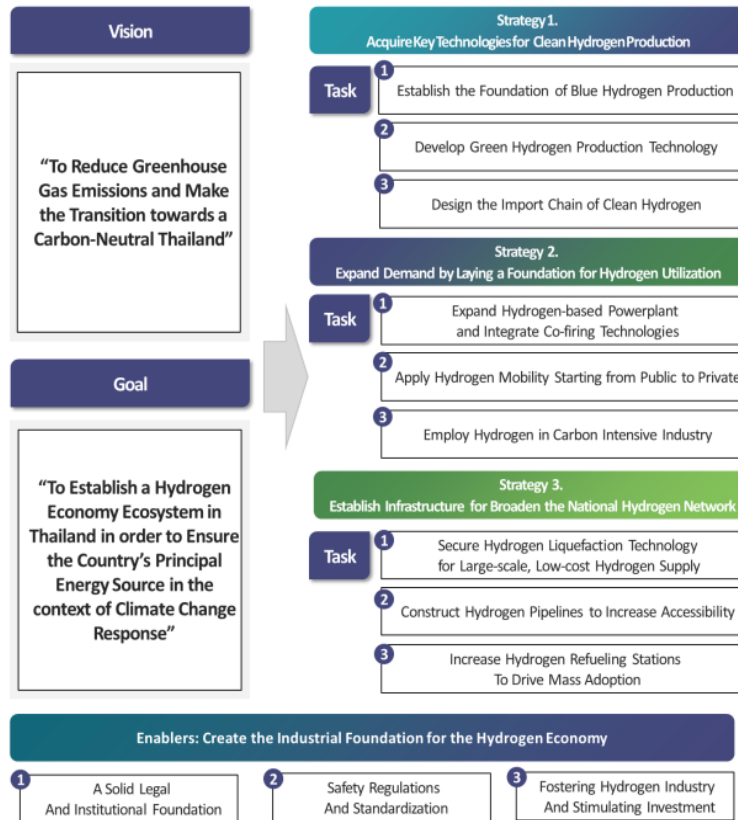 Vision
“To Reduce Greenhouse
Gas Emissions and Make
the Transition towards a
Carbon-Neutral Thailand”
Goal
“To Establish a Hydrogen
Economy Ecosystem in
Thailand in order to Ensure
the Country’s Principal
Energy Source in the
context of Climate Change
Response”
Strategy 1.
Acquire Key Technologies for Clean Hydrogen Production
Task
1
Establish the Foundation of Blue Hydrogen Production
2
Develop Green Hydrogen Production Technology
3
Design the Import Chain of Clean Hydrogen
Strategy 2.
Expand Demand by Laying a Foundation for Hydrogen Utilization
Task
1
Expand Hydrogen-based Powerplant
and Integrate Co-firing Technologies
2
Apply Hydrogen Mobility Starting from Public to Private
3
Employ Hydrogen in Carbon Intensive Industry
Strategy 3.
Establish Infrastructure for Broaden the National Hydrogen Network
Task
1
Secure Hydrogen Liquefaction Technology
for Large-scale, Low-cost Hydrogen Supply
2
Construct Hydrogen Pipelines to Increase Accessibility
3
Increase Hydrogen Refueling Stations
To Drive Mass Adoption
Enablers: Create the Industrial Foundation for the Hydrogen Economy
1
A Solid Legal
And Institutional Foundation
2
Safety Regulations
And Standardization
3
Fostering Hydrogen Industry
And Stimulating Investment